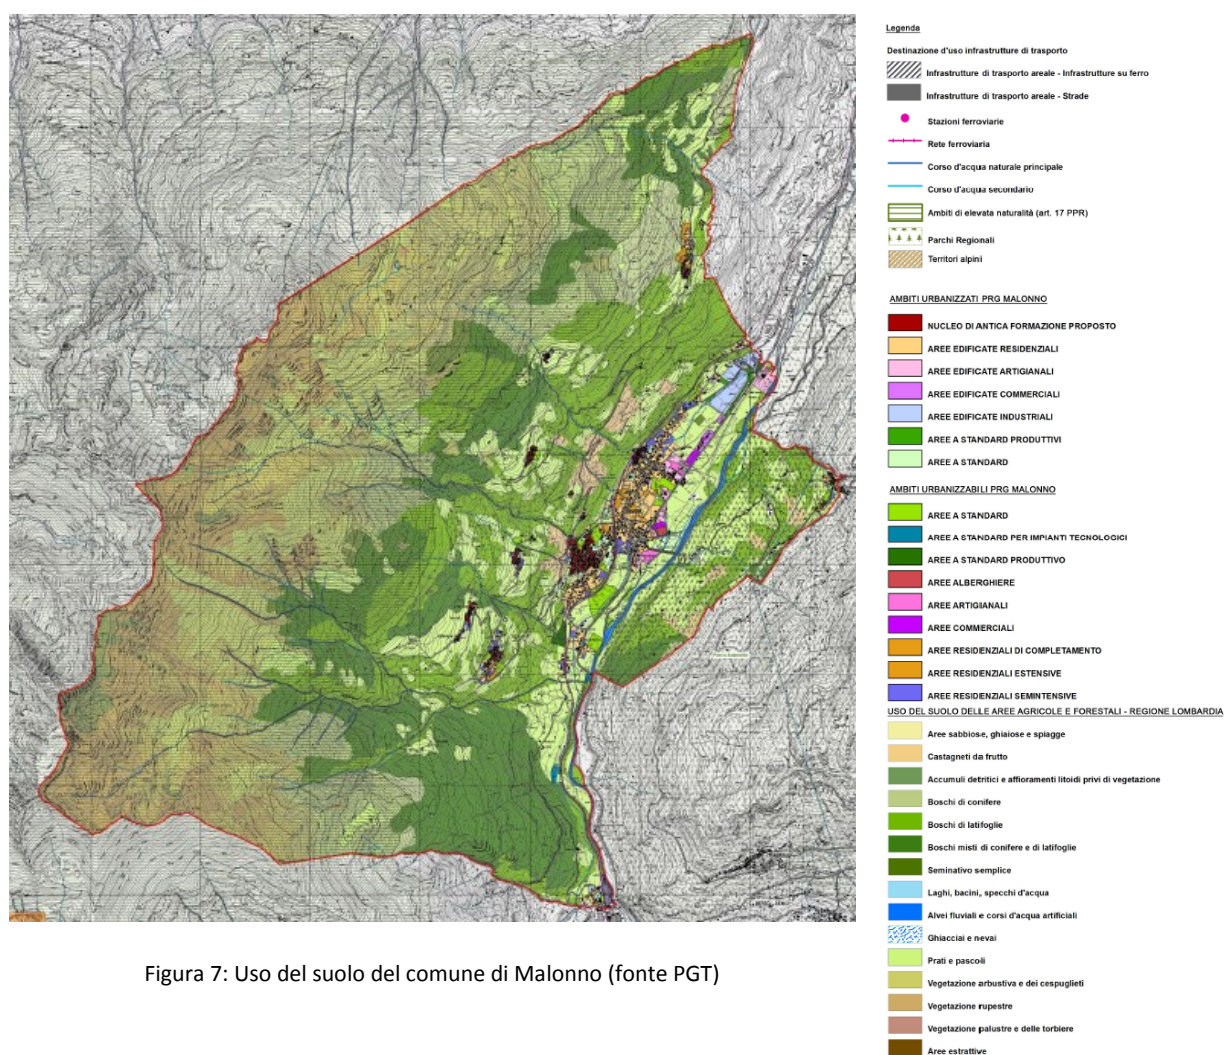 Legenda
Destinazione d'uso infrastrutture di trasporto
Infrastrutture di trasporto areale - Infrastrutture su ferro
Infrastrutture di trasporto areale - Strade
Stazioni ferroviarie
Rete ferroviaria
Corso d'acqua naturale principale
Corso d'acqua secondario
Ambiti di elevata naturalità (art. 17 PPR)
Parchi Regionali
Territori alpini
AMBITI URBANIZZATI PRG MALONNO
NUCLEO DI ANTICA FORMAZIONE PROPOSTO
AREE EDIFICATE RESIDENZIALI
AREE EDIFICATE ARTIGIANALI
AREE EDIFICATE COMMERCIALI
AREE EDIFICATE INDUSTRIALI
AREE A STANDARD PRODUTTIVI
AREE A STANDARD
AMBITI URBANIZZABILI PRG MALONNO
AREE A STANDARD
AREE A STANDARD PER IMPIANTI TECNOLOGICI
AREE A STANDARD PRODUTTIVO
AREE ALBERGHIERE
AREE ARTIGIANALI
AREE COMMERCIALI
AREE RESIDENZIALI DI COMPLETAMENTO
AREE RESIDENZIALI ESTENSIVE
AREE RESIDENZIALI SEMINTENSIVE
USO DEL SUOLO DELLE AREE AGRICOLE E FORESTALI - REGIONE LOMBARDIA
Aree sabbiose, ghiaiose e spiagge
Castagneti da frutto
Accumuli detritici e affioramenti litoidi privi di vegetazione
Boschi di conifere
Boschi di latifoglie
Boschi misti di conifere e di latifoglie
Seminativo semplice
Laghi, bacini, specchi d'acqua
Alvei fluviali e corsi d'acqua artificiali
Ghiacciai e nevai
Prati e pascoli
Vegetazione arbustiva e dei cespuglieti
Vegetazione rupestre
Vegetazione palustre e delle torbiere
Aree estrattive
Figura 7: Uso del suolo del comune di Malonno (fonte PGT)